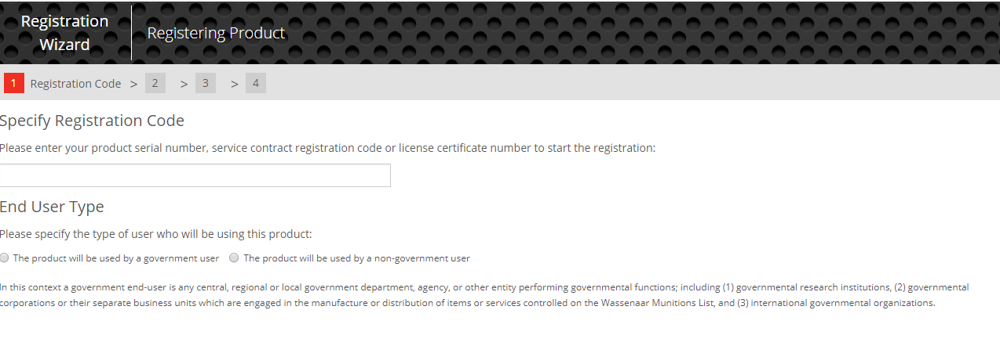 Registration
Wizard
Registering Product
1 Registration Code > 2 > 3 > 4
Specify Registration Code
Please enter your product serial number, service contract registration code or license certificate number to start the registration:
End User Type
Please specify the type of user who will be using this product:
The product will be used by a government user The product will be used by a non-government user
In this context a government end-user is any central, regional or local government department, agency, or other entity performing governmental functions; including (1) governmental research institutions, (2) governmental
corporations or their separate business units which are engaged in the manufacture or distribution of items or services controlled on the Wassenaar Munitions List, and (3) international governmental organizations.